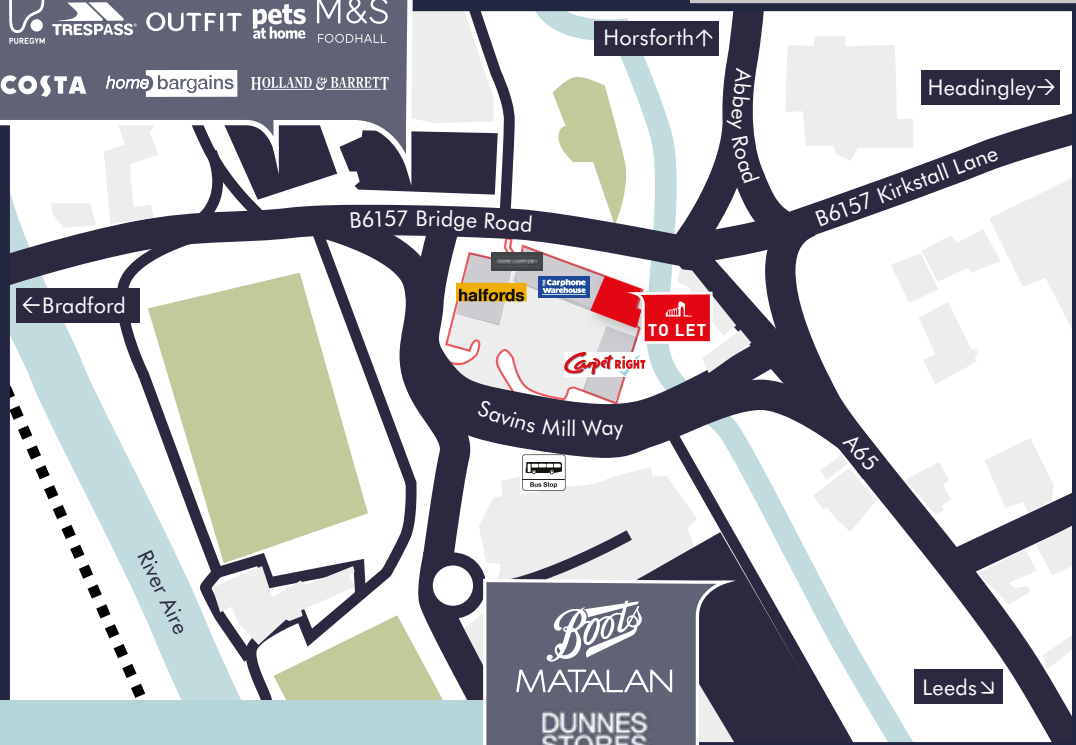 PUREGYM
TRESPASS
OUTFIT
pets
at home
M&S
FOODHALL
COSTA
home bargains
HOLLAND & BARRETT
Horsforth↑
Headingley→
Abbey Road
B6157 Kirkstall Lane
B6157 Bridge Road
←Bradford
halfords
THE Carphone
Warehouse
TO LET
Carpet RIGHT
Savins Mill Way
A65
Bus Stop
River Aire
Boots
MATALAN
DUNNES
STORES
Leeds↘